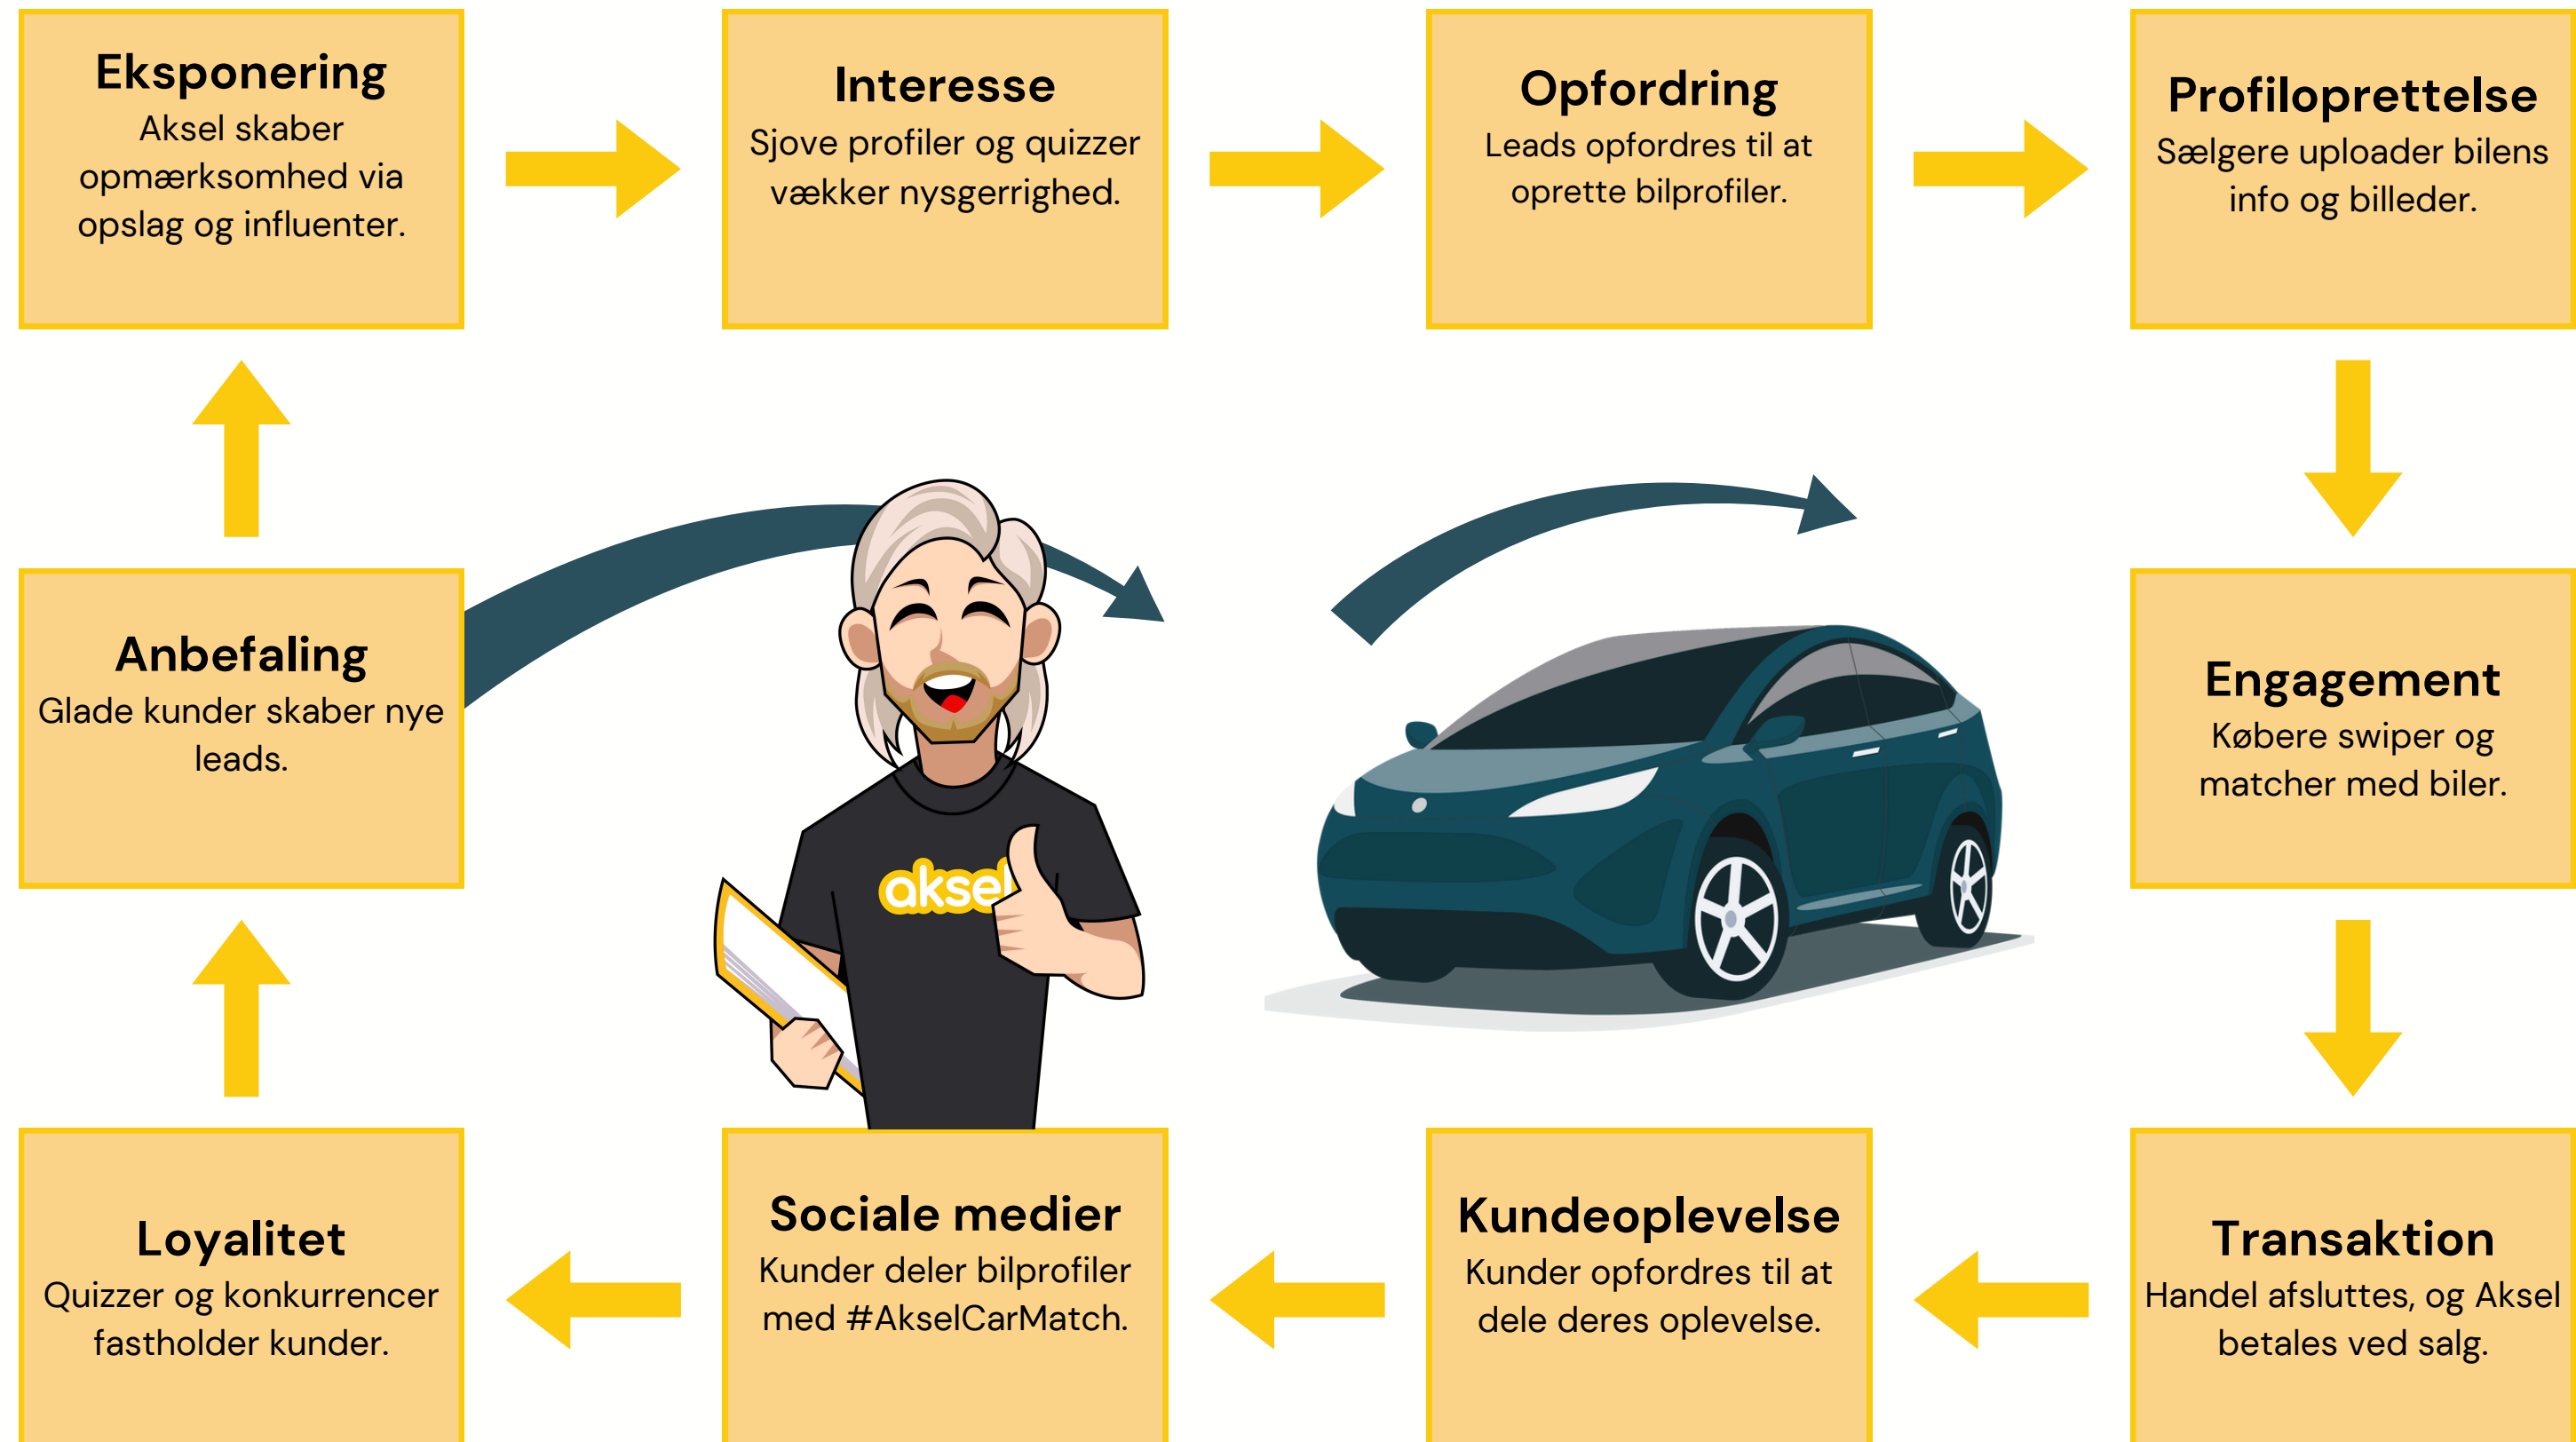 Eksponering
Aksel skaber
opmærksomhed via
opslag og influenter.
Interesse
Sjove profiler og quizzer
vækker nysgerrighed.
Opfordring
Leads opfordres til at
oprette bilprofiler.
Profiloprettelse
Sælgere uploader bilens
info og billeder.
Anbefaling
Glade kunder skaber nye
leads.
aksel
Engagement
Købere swiper og
matcher med biler.
Loyalitet
Quizzer og konkurrencer
fastholder kunder.
Sociale medier
Kunder deler bilprofiler
med #AkselCarMatch.
Kundeoplevelse
Kunder opfordres til at
dele deres oplevelse.
Transaktion
Handel afsluttes, og Aksel
betales ved salg.